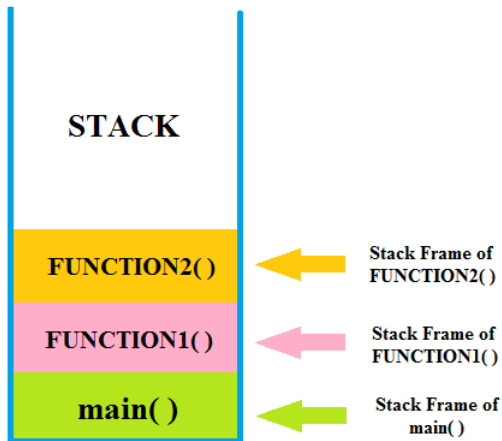 STACK
FUNCTION2( )
Stack Frame of
FUNCTION2( )
FUNCTION1( )
Stack Frame of
FUNCTION1( )
main( )
Stack Frame of
main( )